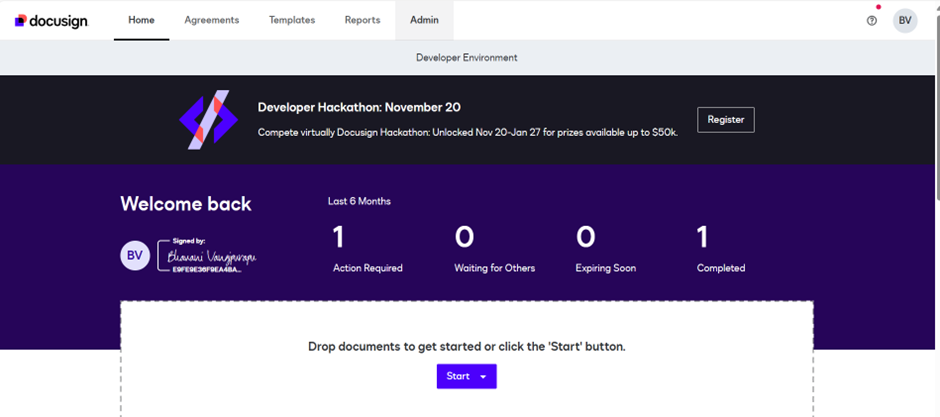 docusign
Home Agreements Templates Reports Admin
BV
Developer Environment
Developer Hackathon: November 20
Compete virtually Docusign Hackathon: Unlocked Nov 20-Jan 27 for prizes available up to $50k.
Register
Welcome back
Last 6 Months
BV
Signed by:
Bhavani
E9FE9E36F9EA4BA...
1 0 0 1
Action Required Waiting for Others Expiring Soon Completed
Drop documents to get started or click the 'Start' button.
Start